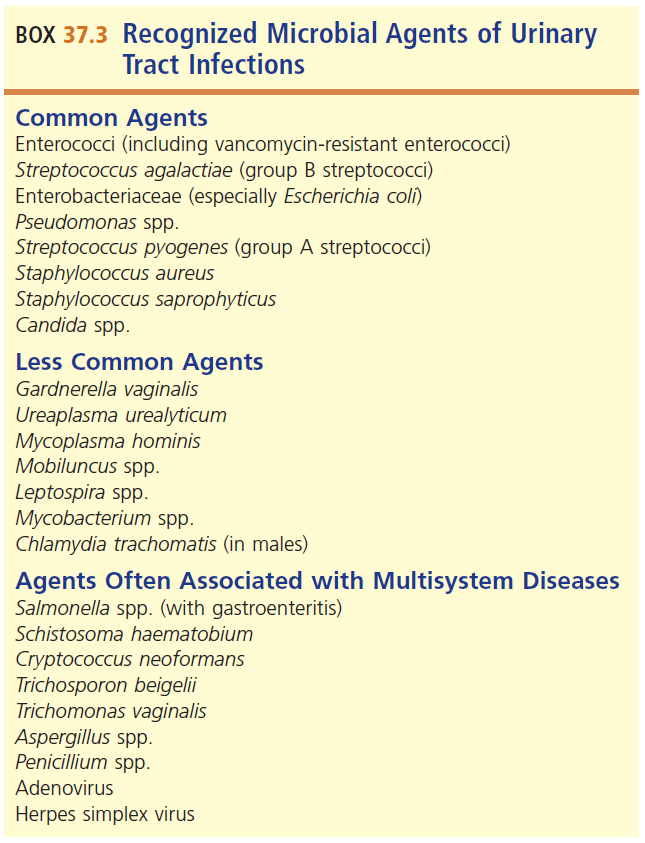 BOX 37.3 Recognized Microbial Agents of Urinary
Tract Infections
Common Agents
Enterococci (including vancomycin-resistant enterococci)
Streptococcus agalactiae (group B streptococci)
Enterobacteriaceae (especially Escherichia coli)
Pseudomonas spp.
Streptococcus pyogenes (group A streptococci)
Staphylococcus aureus
Staphylococcus saprophyticus
Candida spp.
Less Common Agents
Gardnerella vaginalis
Ureaplasma urealyticum
Mycoplasma hominis
Mobiluncus spp.
Leptospira spp.
Mycobacterium spp.
Chlamydia trachomatis (in males)
Agents Often Associated with Multisystem Diseases
Salmonella spp. (with gastroenteritis)
Schistosoma haematobium
Cryptococcus neoformans
Trichosporon beigelii
Trichomonas vaginalis
Aspergillus spp.
Penicillium spp.
Adenovirus
Herpes simplex virus